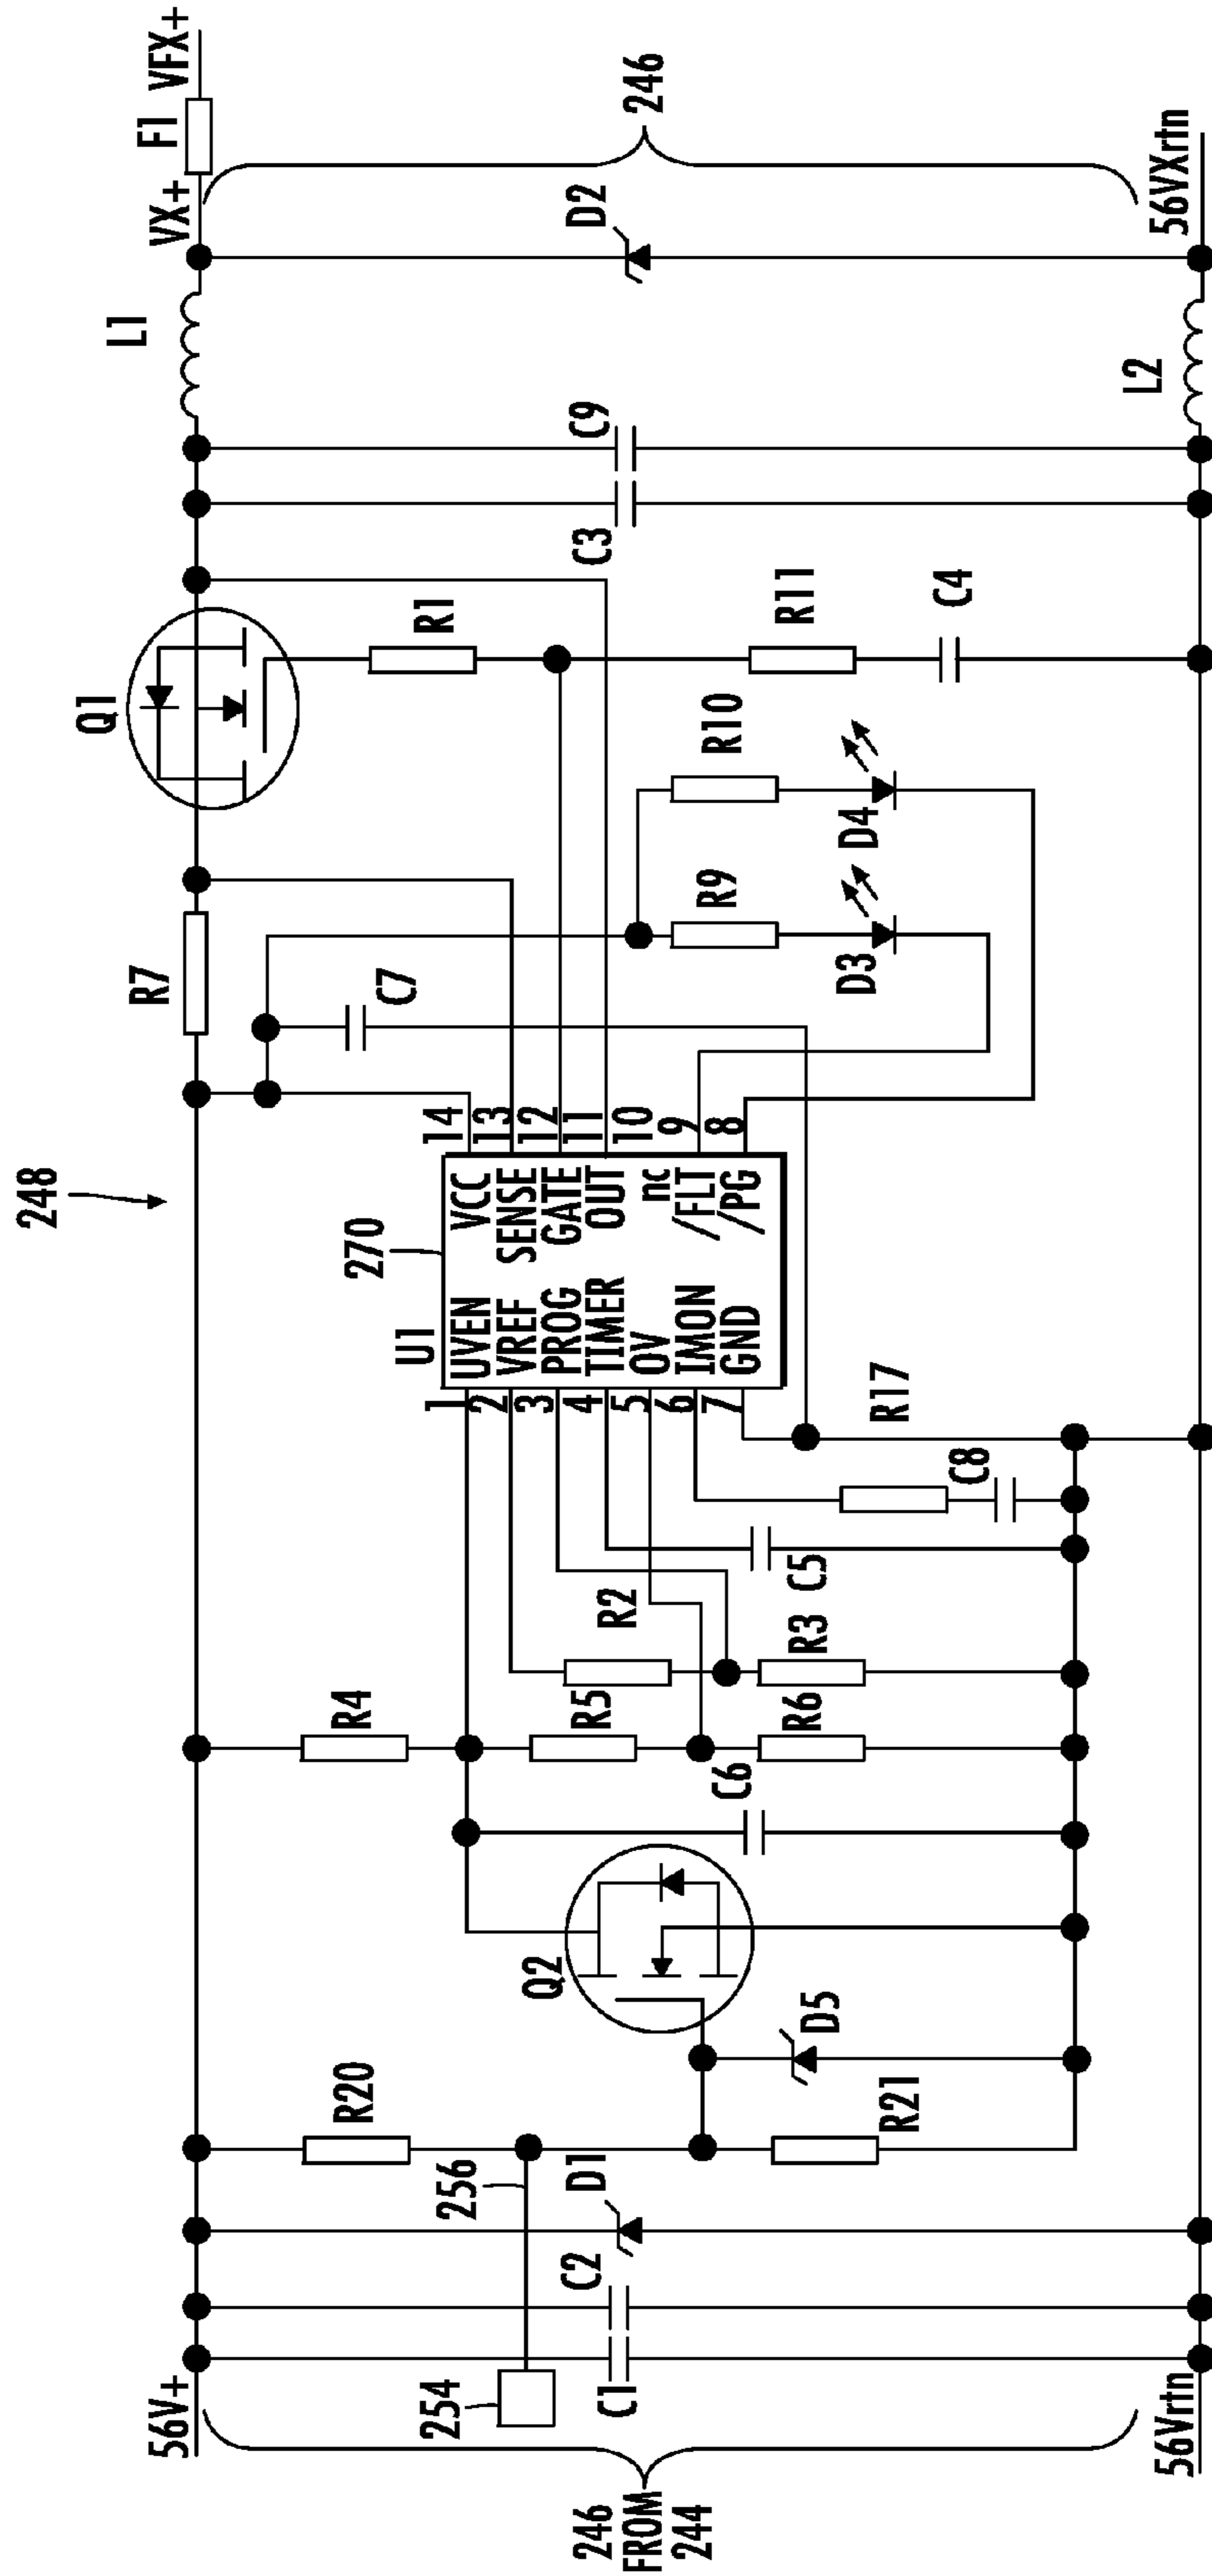 248
56V+
R7
Q1
L1
VX+
F1
VFX+
R20
R4
U1
270
C7
R1
254
256
D1
C2
C1
Q2
D5
R21
C6
R5
R6
R2
R3
C5
R17
C8
1
2
3
4
5
6
7
UVEN
VREF
PROG
TIMER
OV
IMON
GND
VCC
SENSE
GATE
OUT
nc
/FLT
/PG
14
13
12
11
10
9
8
R9
R10
D3
D4
R11
C4
C3
C9
D2
246
246
FROM
244
56Vrtn
L2
56VXrtn